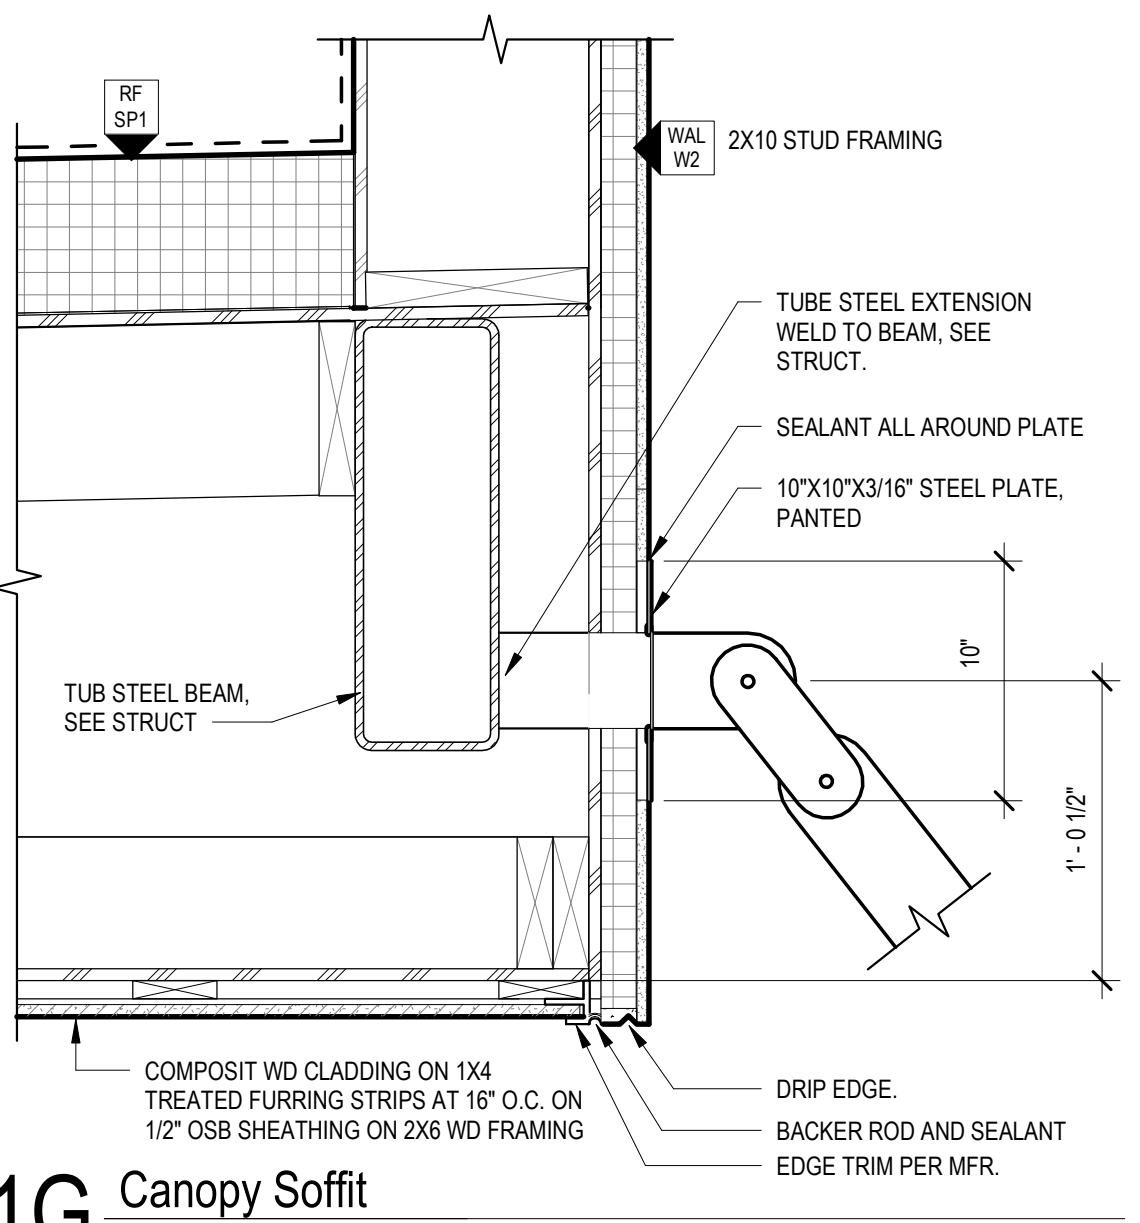 RF
SP1
WAL
W2
2X10 STUD FRAMING
TUBE STEEL EXTENSION
WELD TO BEAM, SEE
STRUCT.
SEALANT ALL AROUND PLATE
10"X10"X3/16" STEEL PLATE,
PANTED
10"
1' - 0 1/2"
TUB STEEL BEAM,
SEE STRUCT
COMPOSIT WD CLADDING ON 1X4
TREATED FURRING STRIPS AT 16" O.C. ON
1/2" OSB SHEATHING ON 2X6 WD FRAMING
DRIP EDGE.
BACKER ROD AND SEALANT
EDGE TRIM PER MFR.
1G Canopy Soffit